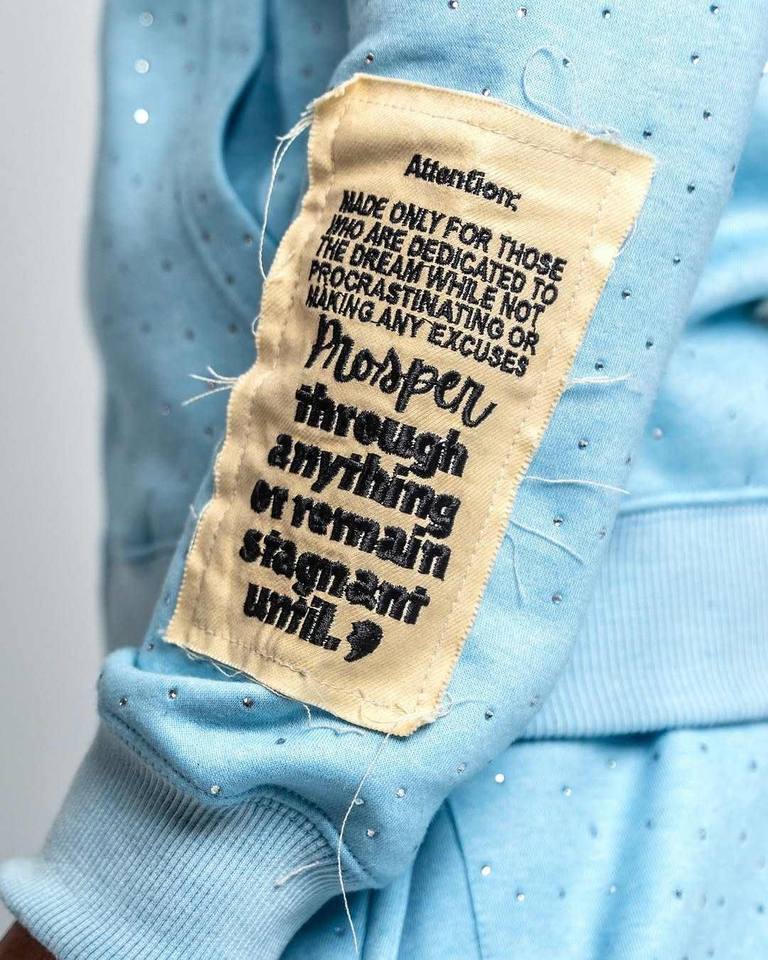 Attention:
MADE ONLY FOR THOSE
WHO ARE DEDICATED TO
THE DREAM WHILE NOT
PROCRASTINATING OR
MAKING ANY EXCUSES
Prosper
through
anything
or remain
stagnant
until.,